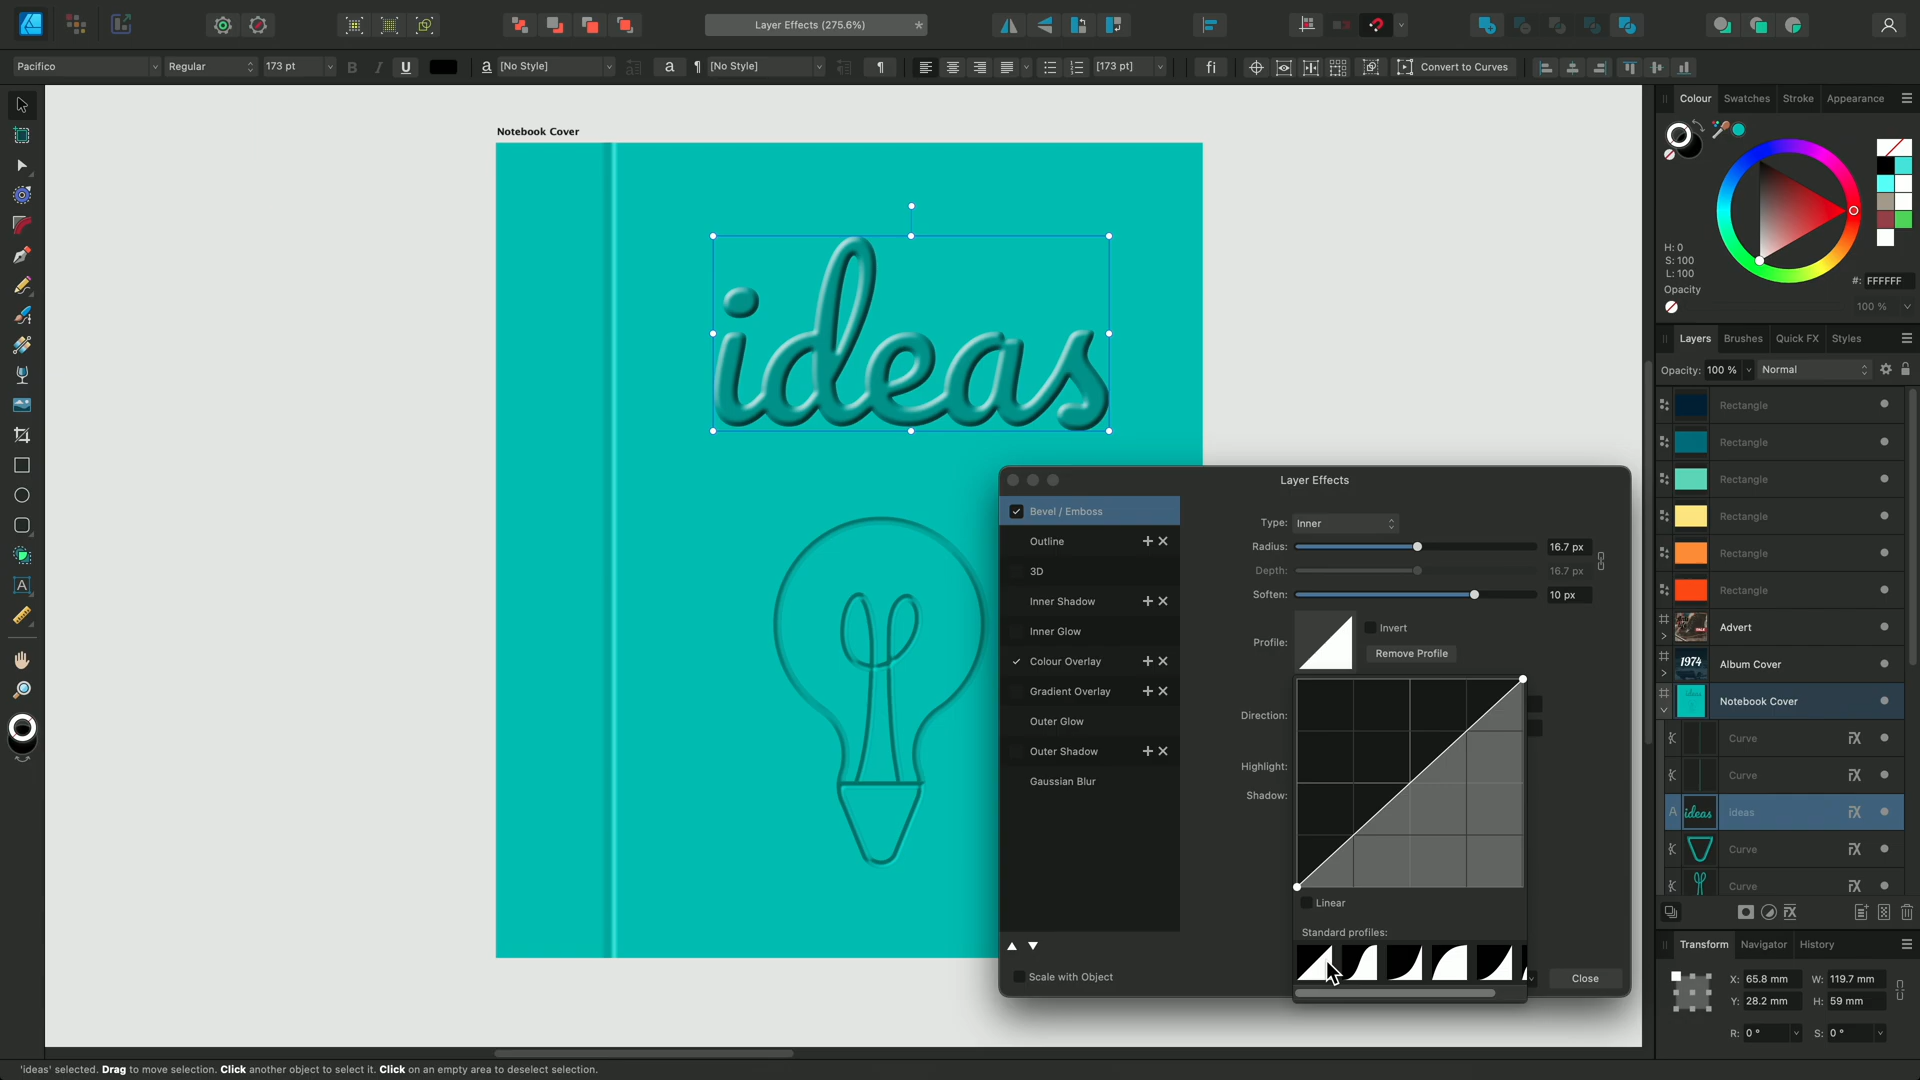 Layer Effects (275.6%)
*
Pacifico
Regular
173 pt
B
I
U
a
[No Style]
a
¶
[No Style]
¶
[173 pt]
fi
Convert to Curves
Notebook Cover
ideas
Colour
Swatches
Stroke
Appearance
H: 0
S: 100
L: 100
#: FFFFFF
Opacity
100 %
Layers
Brushes
Quick FX
Styles
Opacity: 100 %
Normal
Rectangle
Rectangle
Rectangle
Rectangle
Rectangle
Rectangle
Advert
1974
Album Cover
Notebook Cover
Curve
Curve
A
ideas
ideas
Curve
Curve
Transform
Navigator
History
X: 65.8 mm
W: 119.7 mm
Y: 28.2 mm
H: 59 mm
R: 0 °
S: 0 °
Layer Effects
Bevel / Emboss
Outline
3D
Inner Shadow
Inner Glow
Colour Overlay
Gradient Overlay
Outer Glow
Outer Shadow
Gaussian Blur
Scale with Object
Type: Inner
Radius:
16.7 px
Depth:
16.7 px
Soften:
10 px
Profile:
Invert
Remove Profile
Direction:
Highlight:
Shadow:
Linear
Standard profiles:
Close
'ideas' selected. Drag to move selection. Click another object to select it. Click on an empty area to deselect selection.